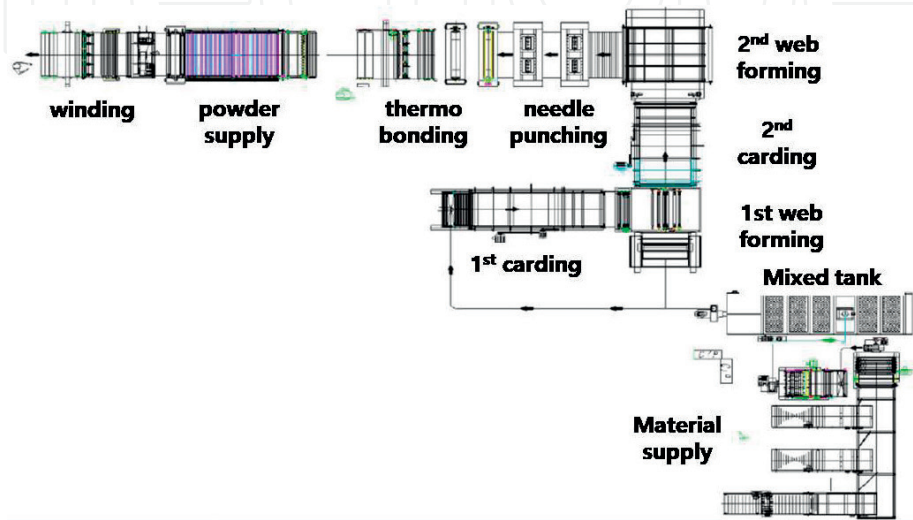 winding
powder
supply
thermo
bonding
needle
punching
2nd web
forming
2nd
carding
1st web
forming
1st carding
Mixed tank
Material
supply